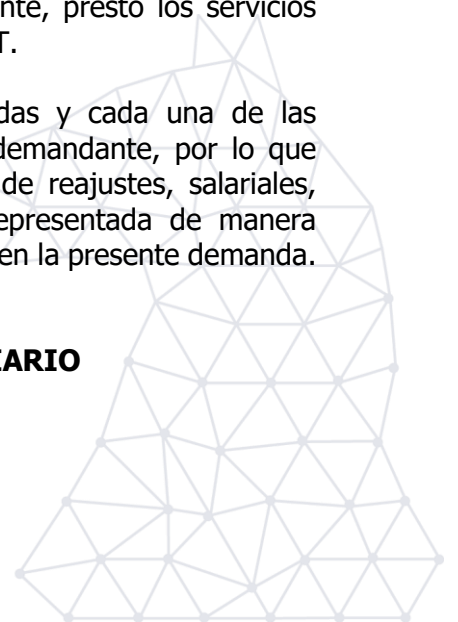 nte, prestó los servicios
T.
das y cada una de las
demandante, por lo que
de reajustes, salariales,
epresentada de manera
en la presente demanda.
IARIO